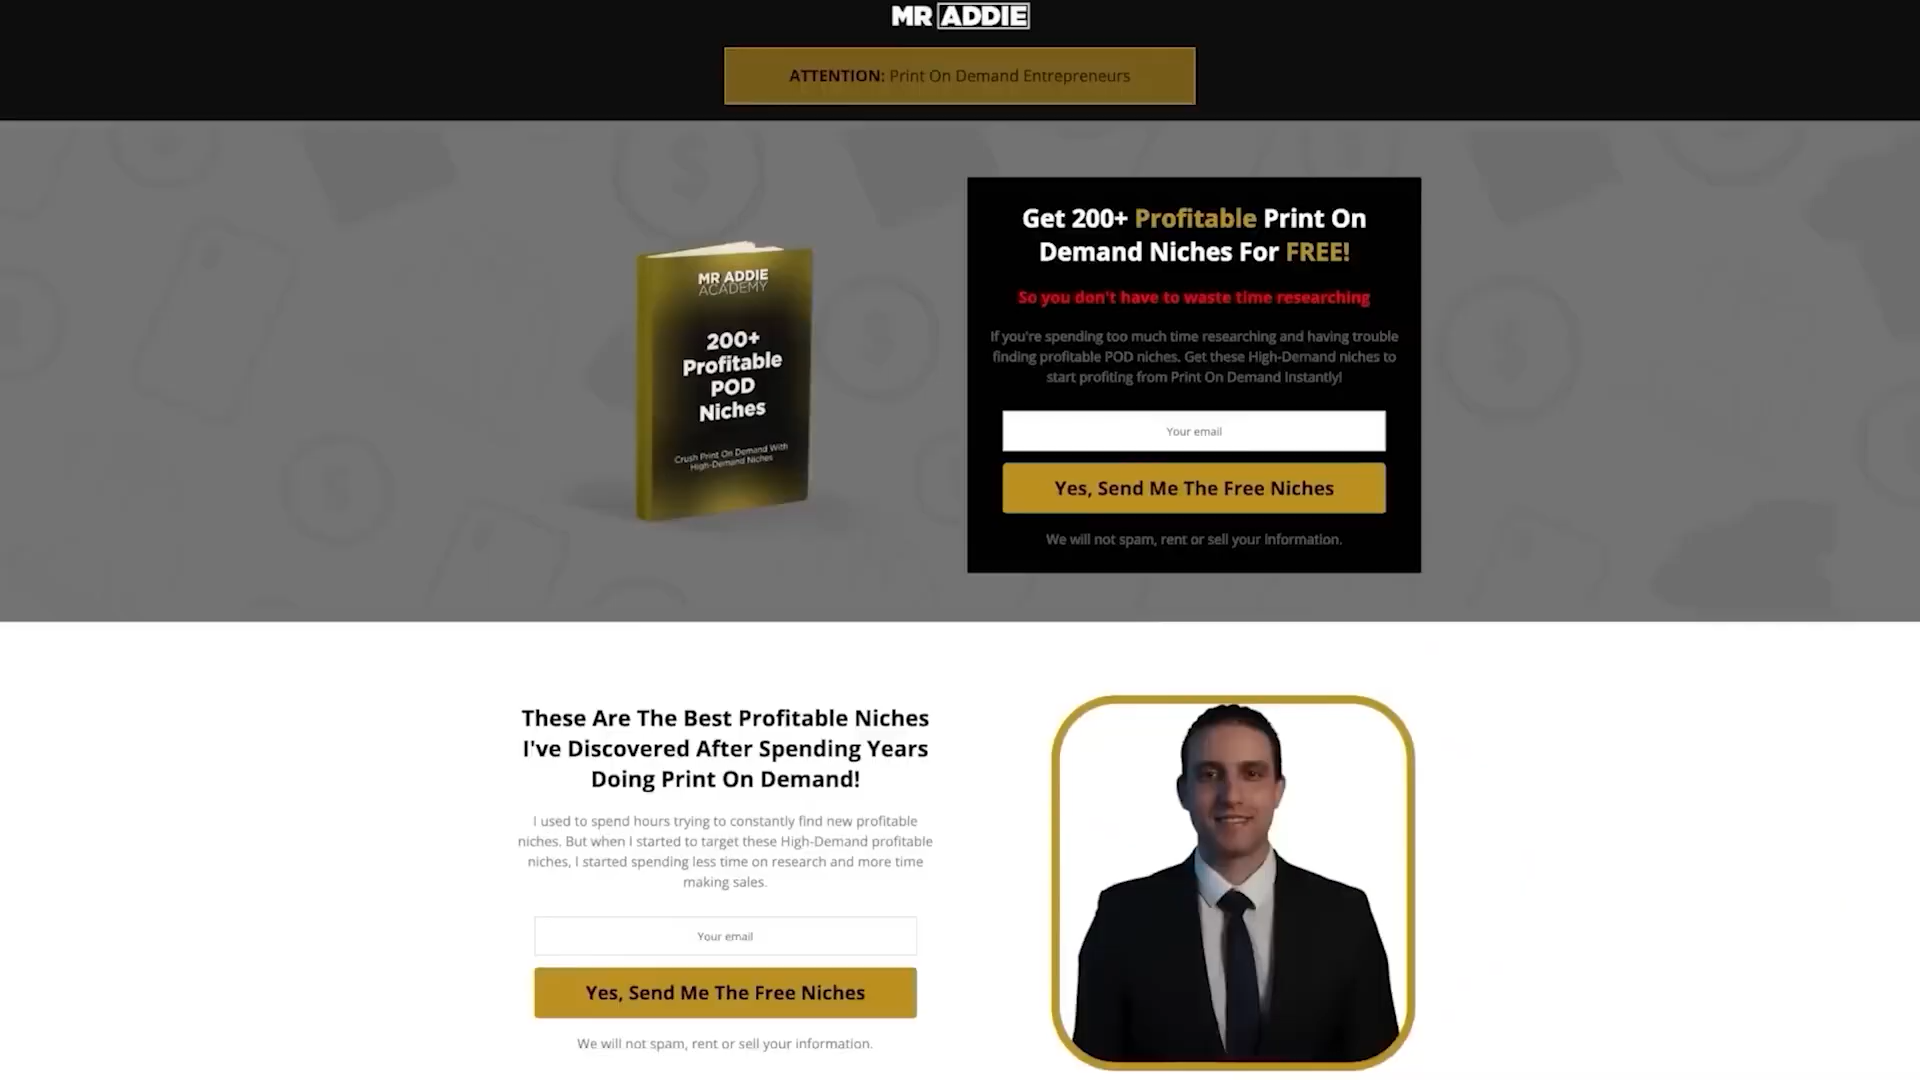 MR ADDIE
ATTENTION: Print On Demand Entrepreneurs
MR ADDIE
ACADEMY
200+
Profitable
POD
Niches
Crush Print On Demand With
High-Demand Niches
Get 200+ Profitable Print On
Demand Niches For FREE!
So you don't have to waste time researching
If you're spending too much time researching and having trouble
finding profitable POD niches. Get these High-Demand niches to
start profiting from Print On Demand Instantly!
Your email
Yes, Send Me The Free Niches
We will not spam, rent or sell your information.
These Are The Best Profitable Niches
I've Discovered After Spending Years
Doing Print On Demand!
I used to spend hours trying to constantly find new profitable
niches. But when I started to target these High-Demand profitable
niches, I started spending less time on research and more time
making sales.
Your email
Yes, Send Me The Free Niches
We will not spam, rent or sell your information.